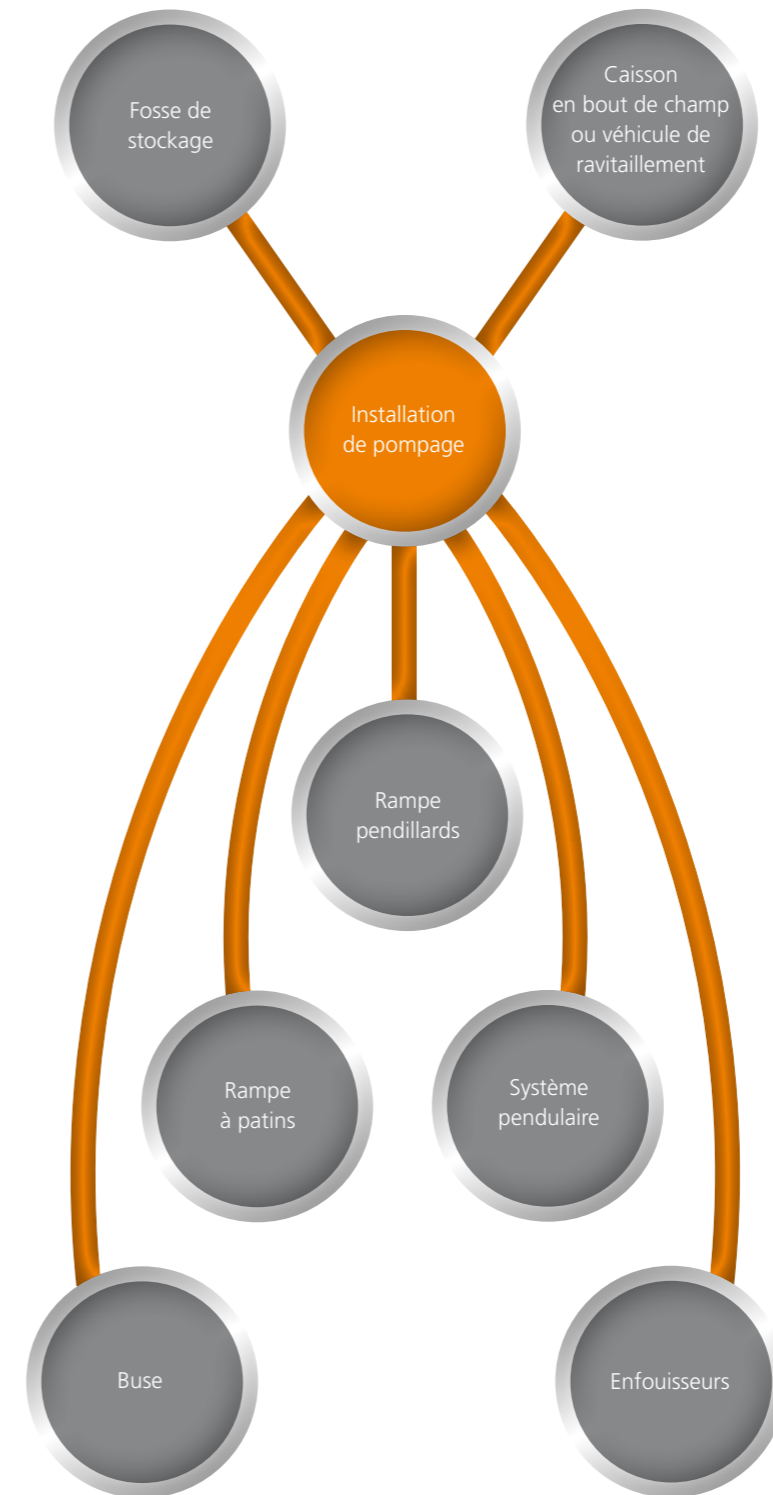 Fosse de
stockage
Caisson
en bout de champ
ou véhicule de
ravitaillement
Installation
de pompage
Rampe
pendillards
Rampe
à patins
Système
pendulaire
Buse
Enfouisseurs